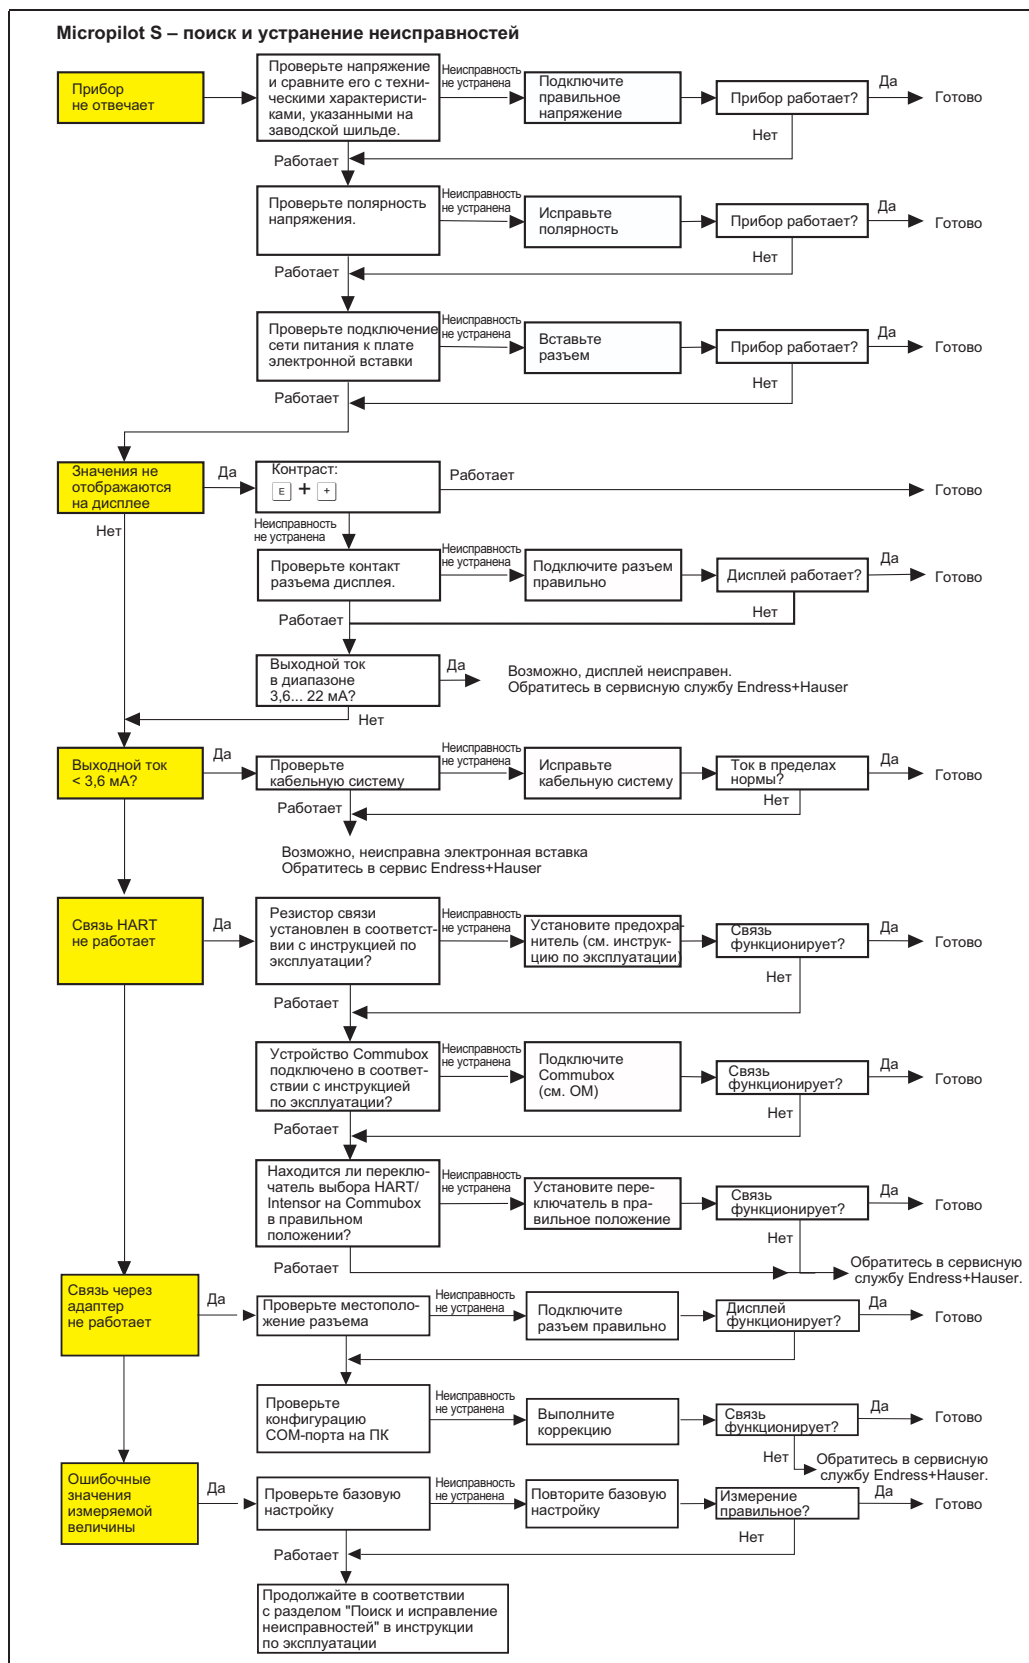 Micropilot S – поиск и устранение неисправностей
Прибор
не отвечает
Проверьте напряжение
и сравните его с техни-
ческими характеристи-
ками, указанными на
заводской шильде.
Неисправность
не устранена
Подключите
правильное
напряжение
Прибор работает?
Да
Готово
Нет
Работает
Проверьте полярность
напряжения.
Неисправность
не устранена
Исправьте
полярность
Прибор работает?
Да
Готово
Нет
Работает
Проверьте подключение
сети питания к плате
электронной вставки
Неисправность
не устранена
Вставьте
разъем
Прибор работает?
Да
Готово
Нет
Работает
Значения не
отображаются
на дисплее
Да
Контраст:
E + +
Работает
Готово
Нет
Неисправность
не устранена
Проверьте контакт
разъема дисплея.
Неисправность
не устранена
Подключите разъем
правильно
Дисплей работает?
Да
Готово
Нет
Работает
Выходной ток
в диапазоне
3,6... 22 мА?
Да
Возможно, дисплей неисправен.
Обратитесь в сервисную службу Endress+Hauser
Нет
Выходной ток
< 3,6 мА?
Да
Проверьте
кабельную систему
Неисправность
не устранена
Исправьте
кабельную систему
Ток в пределах
нормы?
Да
Готово
Нет
Работает
Возможно, неисправна электронная вставка
Обратитесь в сервис Endress+Hauser
Связь HART
не работает
Да
Резистор связи
установлен в соответст-
вии с инструкцией по
эксплуатации?
Неисправность
не устранена
Установите предохра-
нитель (см. инструк-
цию по эксплуатации)
Связь
функционирует?
Да
Готово
Нет
Работает
Устройство Commubox
подключено в соответ-
ствии с инструкцией
по эксплуатации?
Неисправность
не устранена
Подключите
Commubox
(см. ОМ)
Связь
функционирует?
Да
Готово
Нет
Работает
Находится ли переклю-
чатель выбора HART/
Intensor на Commubox
в правильном
положении?
Неисправность
не устранена
Установите пере-
ключатель в пра-
вильное положение
Связь
функционирует?
Да
Готово
Нет
Работает
Обратитесь в сервисную
службу Endress+Hauser.
Связь через
адаптер
не работает
Да
Проверьте местополо-
жение разъема
Неисправность
не устранена
Подключите
разъем правильно
Дисплей
функционирует?
Да
Готово
Проверьте
конфигурацию
COM-порта на ПК
Неисправность
не устранена
Выполните
коррекцию
Связь
функционирует?
Да
Готово
Нет
Обратитесь в сервисную
службу Endress+Hauser.
Ошибочные
значения
измеряемой
величины
Да
Проверьте базовую
настройку
Неисправность
не устранена
Повторите базовую
настройку
Измерение
правильное?
Да
Готово
Нет
Работает
Продолжайте в соответствии
с разделом "Поиск и исправление
неисправностей" в инструкции
по эксплуатации